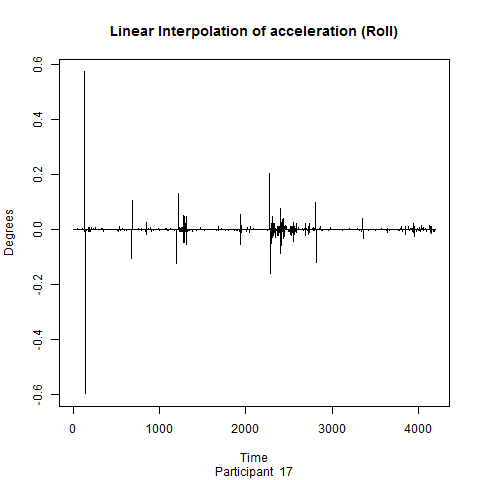 Linear Interpolation of acceleration (Roll)
Degrees
0.6
0.4
0.2
0.0
-0.2
-0.4
-0.6
0 1000 2000 3000 4000
Time
Participant 17